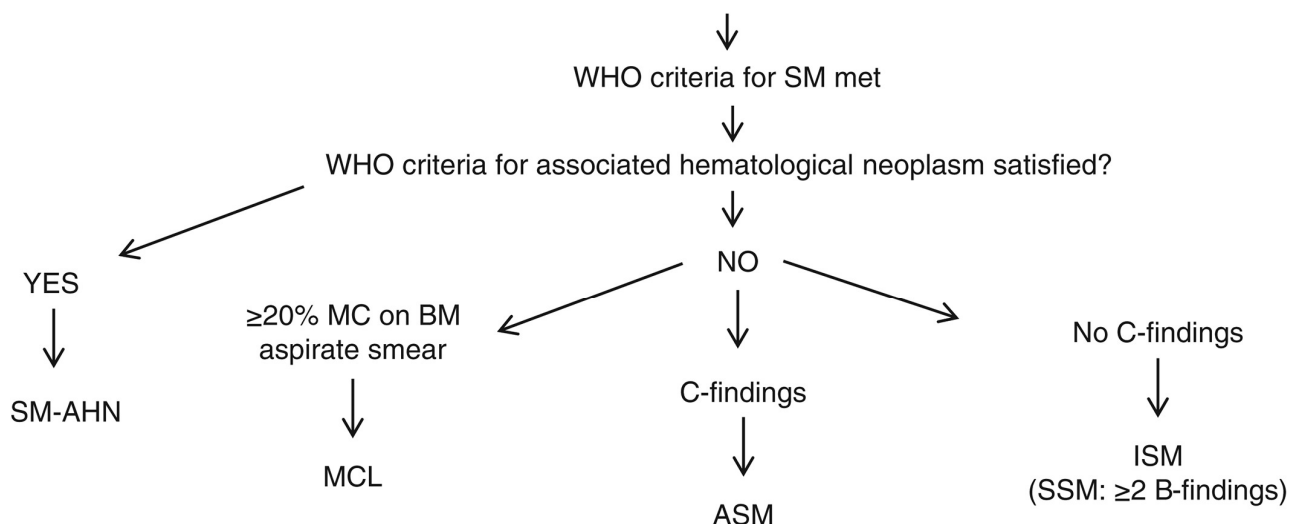 WHO criteria for SM met
WHO criteria for associated hematological neoplasm satisfied?
YES
NO
≥20% MC on BM
aspirate smear
No C-findings
SM-AHN
C-findings
MCL
ISM
(SSM: ≥2 B-findings)
ASM